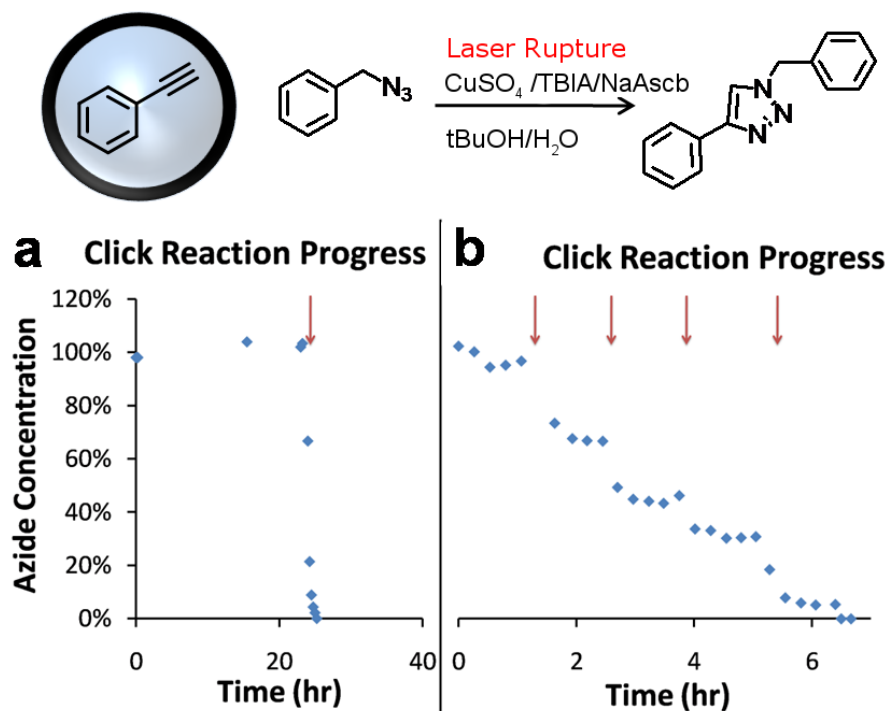 Laser Rupture
CuSO₄ /TBIA/NaAscb
tBuOH/H₂O
N₃
N
N
N
a
Click Reaction Progress
120%
100%
80%
60%
40%
20%
0%
Azide Concentration
0
20
40
Time (hr)
b
Click Reaction Progress
0
2
4
6
Time (hr)